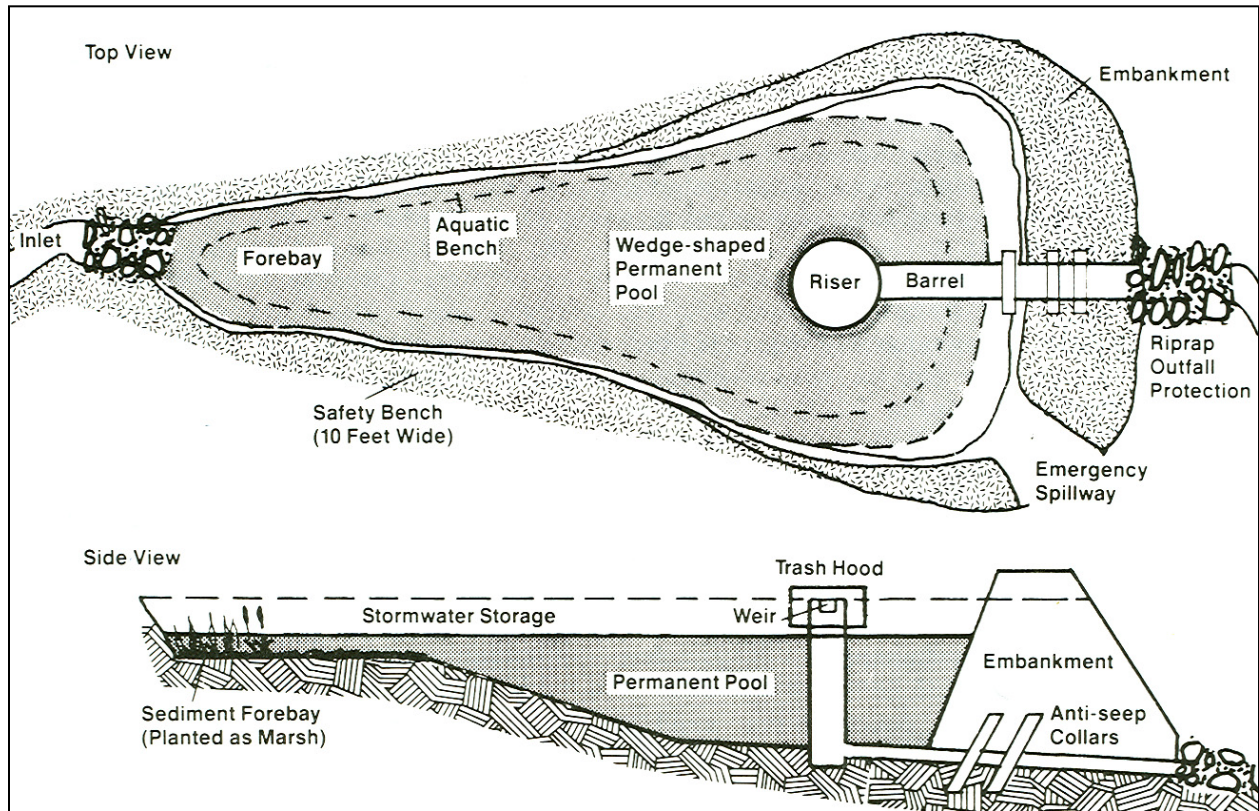 Top View
Embankment
Inlet
Forebay
Aquatic
Bench
Wedge-shaped
Permanent
Pool
Riser
Barrel
Riprap
Outfall
Protection
Safety Bench
(10 Feet Wide)
Emergency
Spillway
Side View
Trash Hood
Stormwater Storage
Weir
Permanent Pool
Embankment
Sediment Forebay
(Planted as Marsh)
Anti-seep
Collars